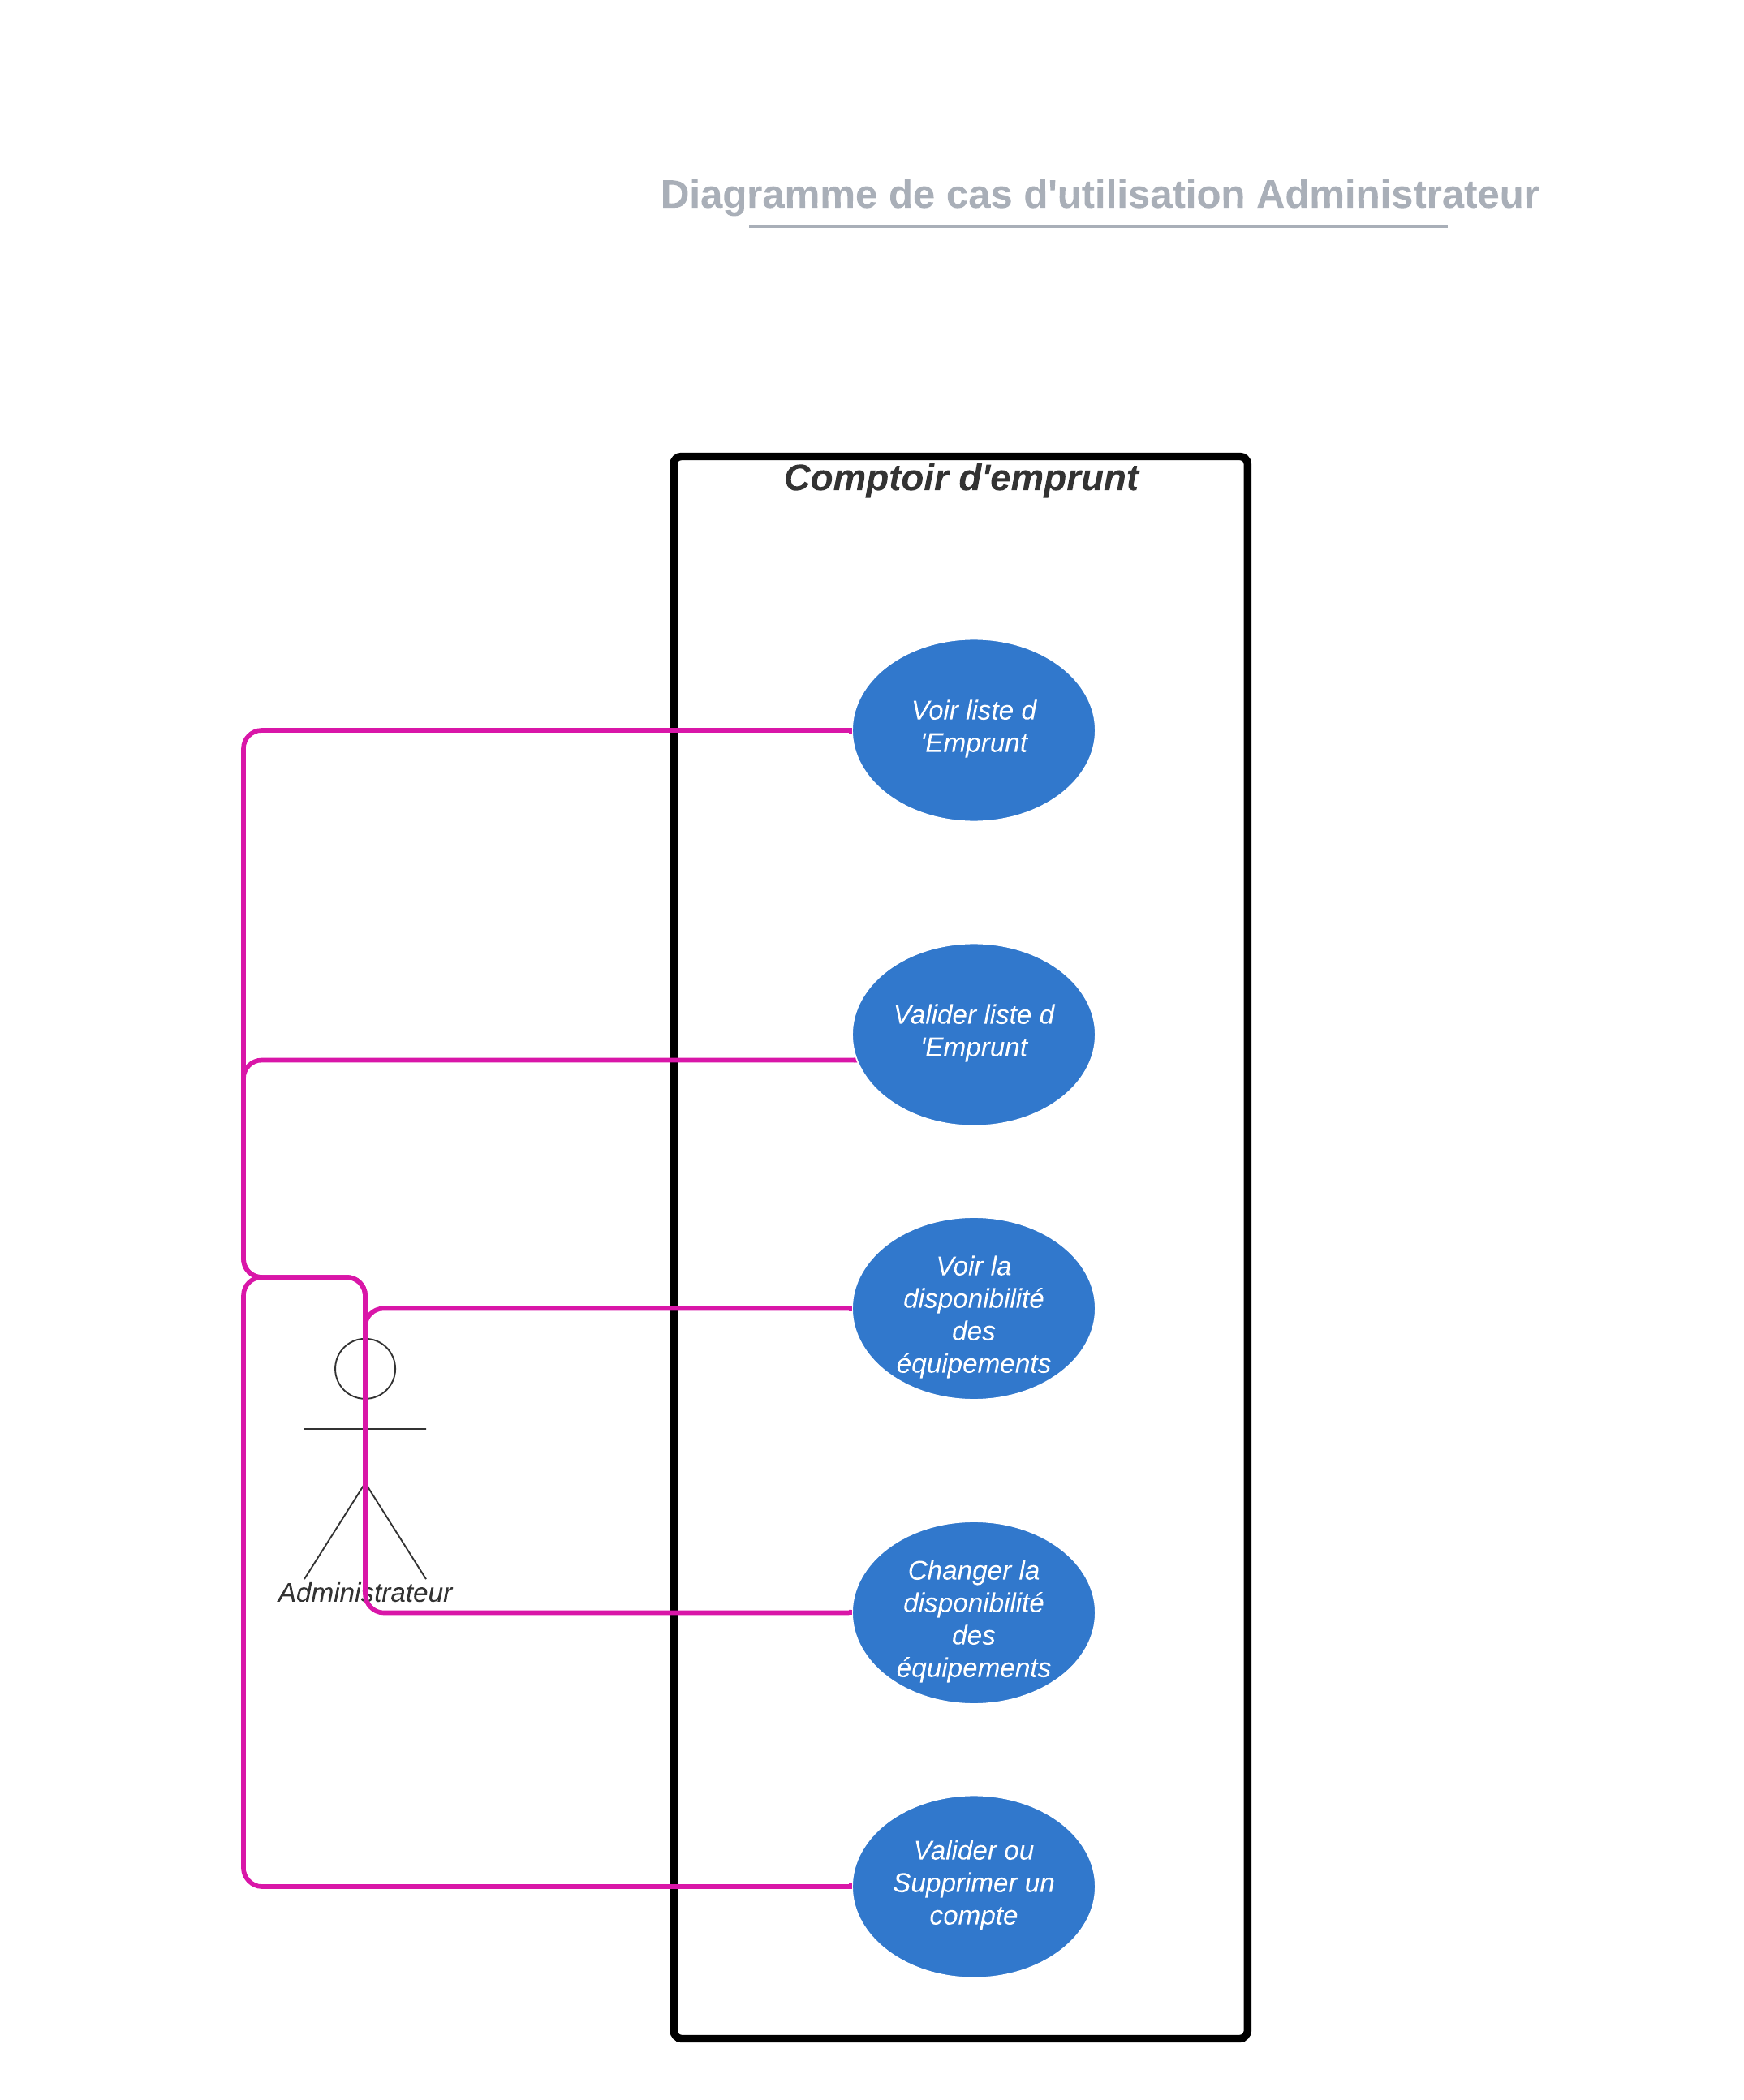 Diagramme de cas d'utilisation Administrateur
Comptoir d'emprunt
Voir liste d
'Emprunt
Valider liste d
'Emprunt
Voir la
disponibilité
des
équipements
Administrateur
Changer la
disponibilité
des
équipements
Valider ou
Supprimer un
compte